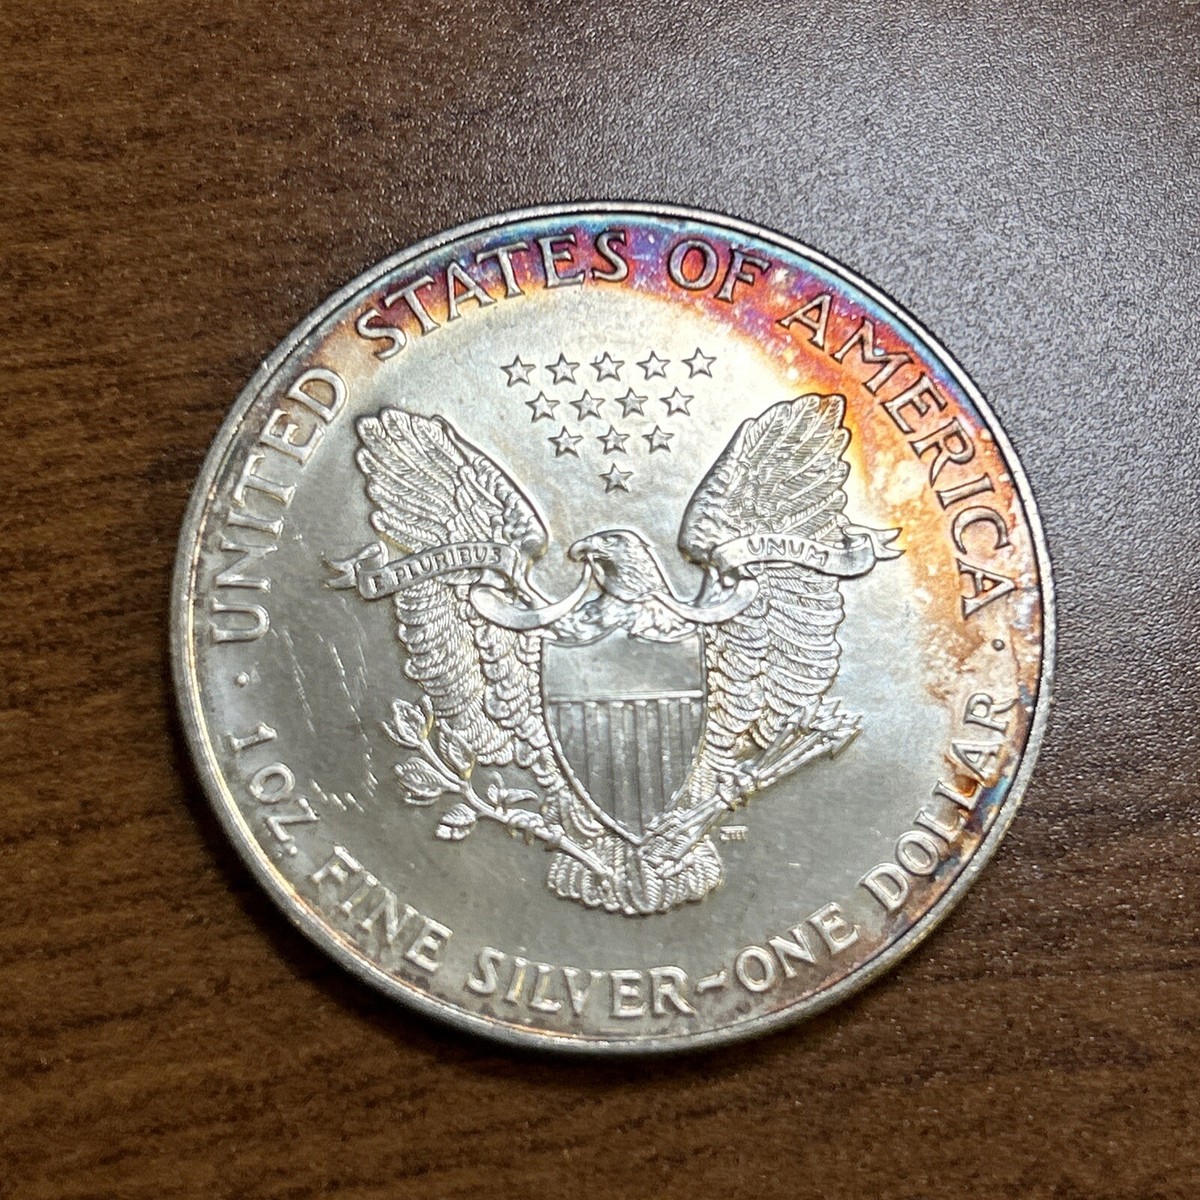 UNITED STATES OF AMERICA
E PLURIBUS UNUM
1 OZ. FINE SILVER–ONE DOLLAR